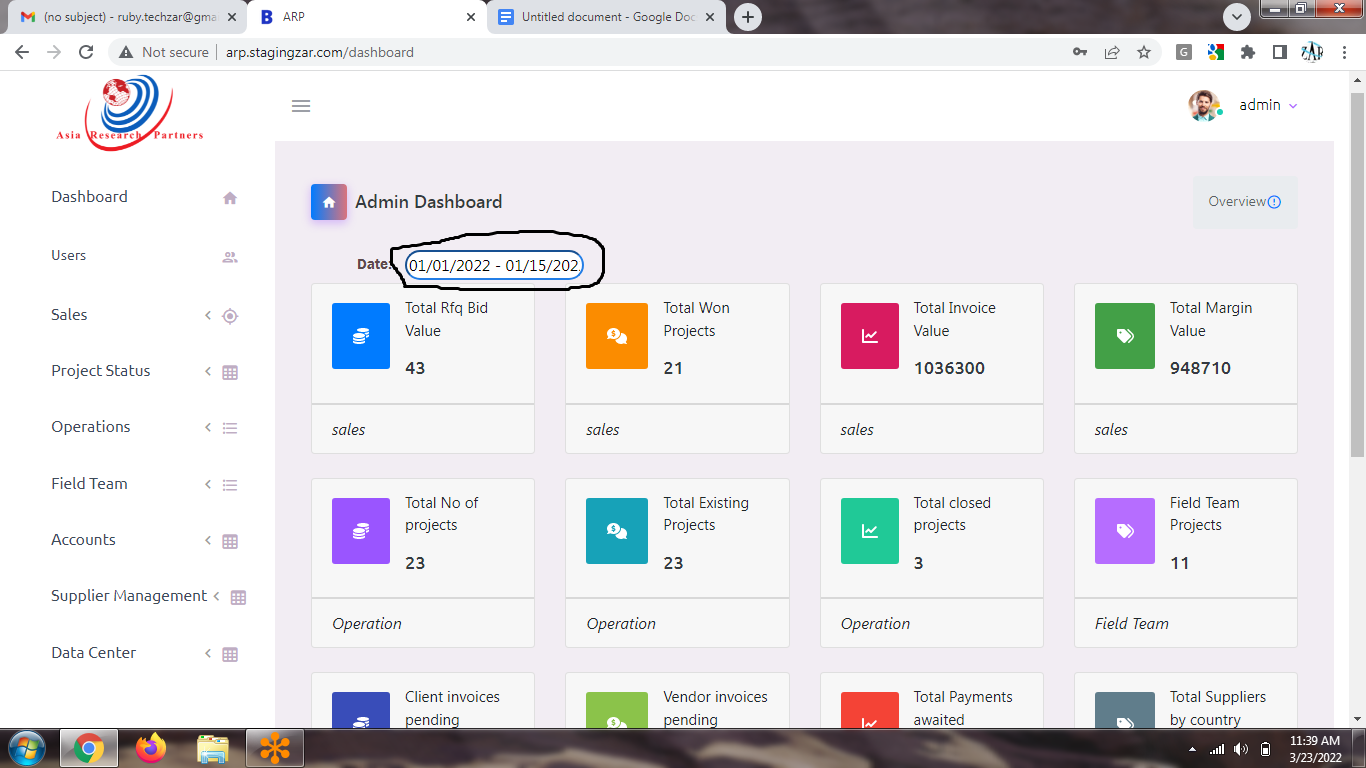 (no subject) - ruby.techzar@gma
ARP
Untitled document - Google Doc
Not secure
arp.stagingzar.com/dashboard
G
ZAR
Asia Research Partners
admin
Dashboard
Users
Sales
Project Status
Operations
Field Team
Accounts
Supplier Management
Data Center
Admin Dashboard
Overview
Date:
01/01/2022 - 01/15/202
Total Rfq Bid
Value
43
sales
Total Won
Projects
21
sales
Total Invoice
Value
1036300
sales
Total Margin
Value
948710
sales
Total No of
projects
23
Operation
Total Existing
Projects
23
Operation
Total closed
projects
3
Operation
Field Team
Projects
11
Field Team
Client invoices
pending
Vendor invoices
pending
Total Payments
awaited
Total Suppliers
by country
11:39 AM
3/23/2022